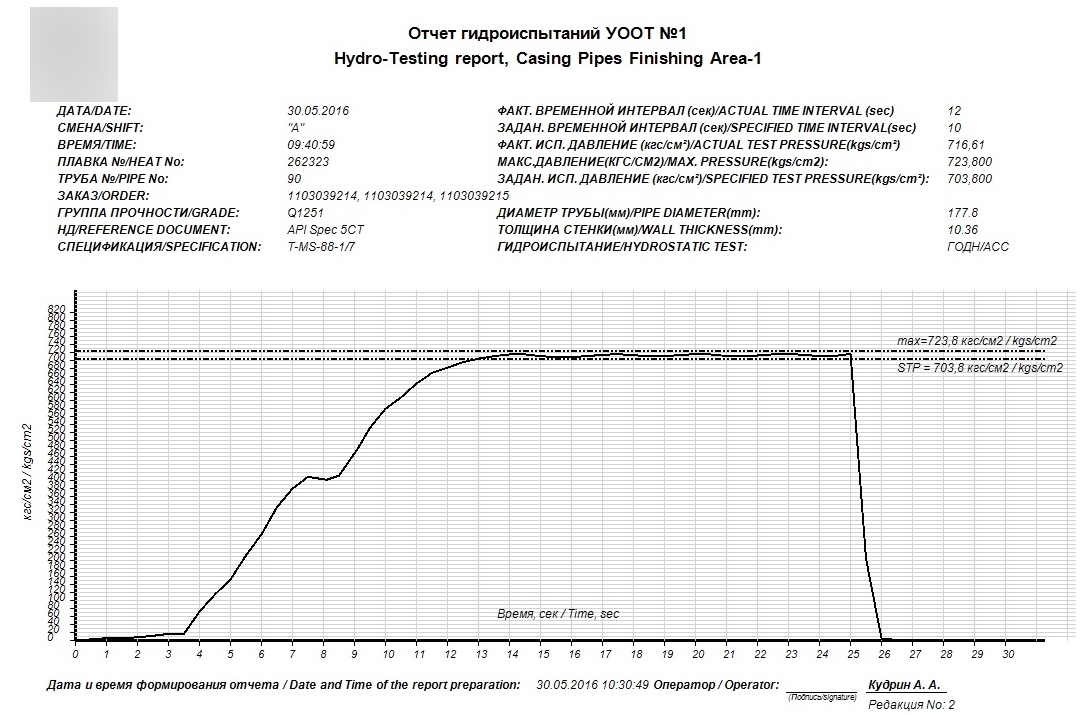 Отчет гидроиспытаний УООТ №1
Hydro-Testing report, Casing Pipes Finishing Area-1
ДАТА/DATE: 30.05.2016 ФАКТ. ВРЕМЕННОЙ ИНТЕРВАЛ (сек)/ACTUAL TIME INTERVAL (sec) 12
СМЕНА/SHIFT: "А" ЗАДАН. ВРЕМЕННОЙ ИНТЕРВАЛ (сек)/SPECIFIED TIME INTERVAL(sec) 10
ВРЕМЯ/TIME: 09:40:59 ФАКТ. ИСП. ДАВЛЕНИЕ (кгс/см²)/ACTUAL TEST PRESSURE(kgs/cm²) 716,61
ПЛАВКА №/HEAT No: 262323 МАКС.ДАВЛЕНИЕ(КГС/СМ2)/MAX. PRESSURE(kgs/cm2): 723,800
ТРУБА №/PIPE No: 90 ЗАДАН. ИСП. ДАВЛЕНИЕ (кгс/см²)/SPECIFIED TEST PRESSURE(kgs/cm²): 703,800
ЗАКАЗ/ORDER: 1103039214, 1103039214, 1103039215
ГРУППА ПРОЧНОСТИ/GRADE: Q1251 ДИАМЕТР ТРУБЫ(мм)/PIPE DIAMETER(mm): 177.8
НД/REFERENCE DOCUMENT: API Spec 5CT ТОЛЩИНА СТЕНКИ(мм)/WALL THICKNESS(mm): 10.36
СПЕЦИФИКАЦИЯ/SPECIFICATION: T-MS-88-1/7 ГИДРОИСПЫТАНИЕ/HYDROSTATIC TEST: ГОДН/ACC
кгс/см2 / kgs/cm2
820
800
780
760
740
720
700
680
660
640
620
600
580
560
540
520
500
480
460
440
420
400
380
360
340
320
300
280
260
240
220
200
180
160
140
120
100
80
60
40
20
0
max=723,8 кгс/см2 / kgs/cm2
STP = 703,8 кгс/см2 / kgs/cm2
Время, сек / Time, sec
0 1 2 3 4 5 6 7 8 9 10 11 12 13 14 15 16 17 18 19 20 21 22 23 24 25 26 27 28 29 30
Дата и время формирования отчета / Date and Time of the report preparation: 30.05.2016 10:30:49 Оператор / Operator: Кудрин А. А.
(Подпись/signature)
Редакция No: 2